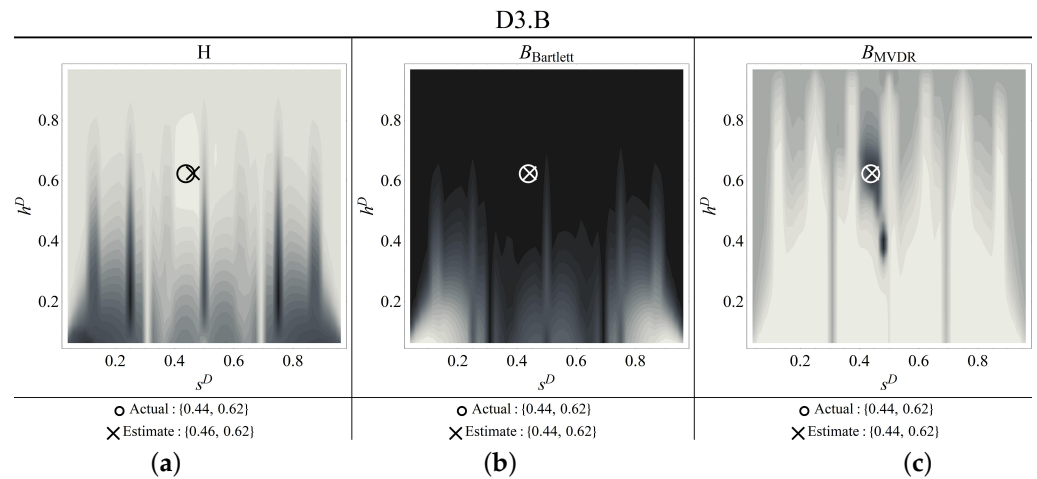 D3.B
H
B_Bartlett
B_MVDR
0.8
0.6
0.4
0.2
h^D
0.2 0.4 0.6 0.8
s^D
0.8
0.6
0.4
0.2
h^D
0.2 0.4 0.6 0.8
s^D
0.8
0.6
0.4
0.2
h^D
0.2 0.4 0.6 0.8
s^D
Actual : {0.44, 0.62}
Estimate : {0.46, 0.62}
Actual : {0.44, 0.62}
Estimate : {0.44, 0.62}
Actual : {0.44, 0.62}
Estimate : {0.44, 0.62}
(a)
(b)
(c)